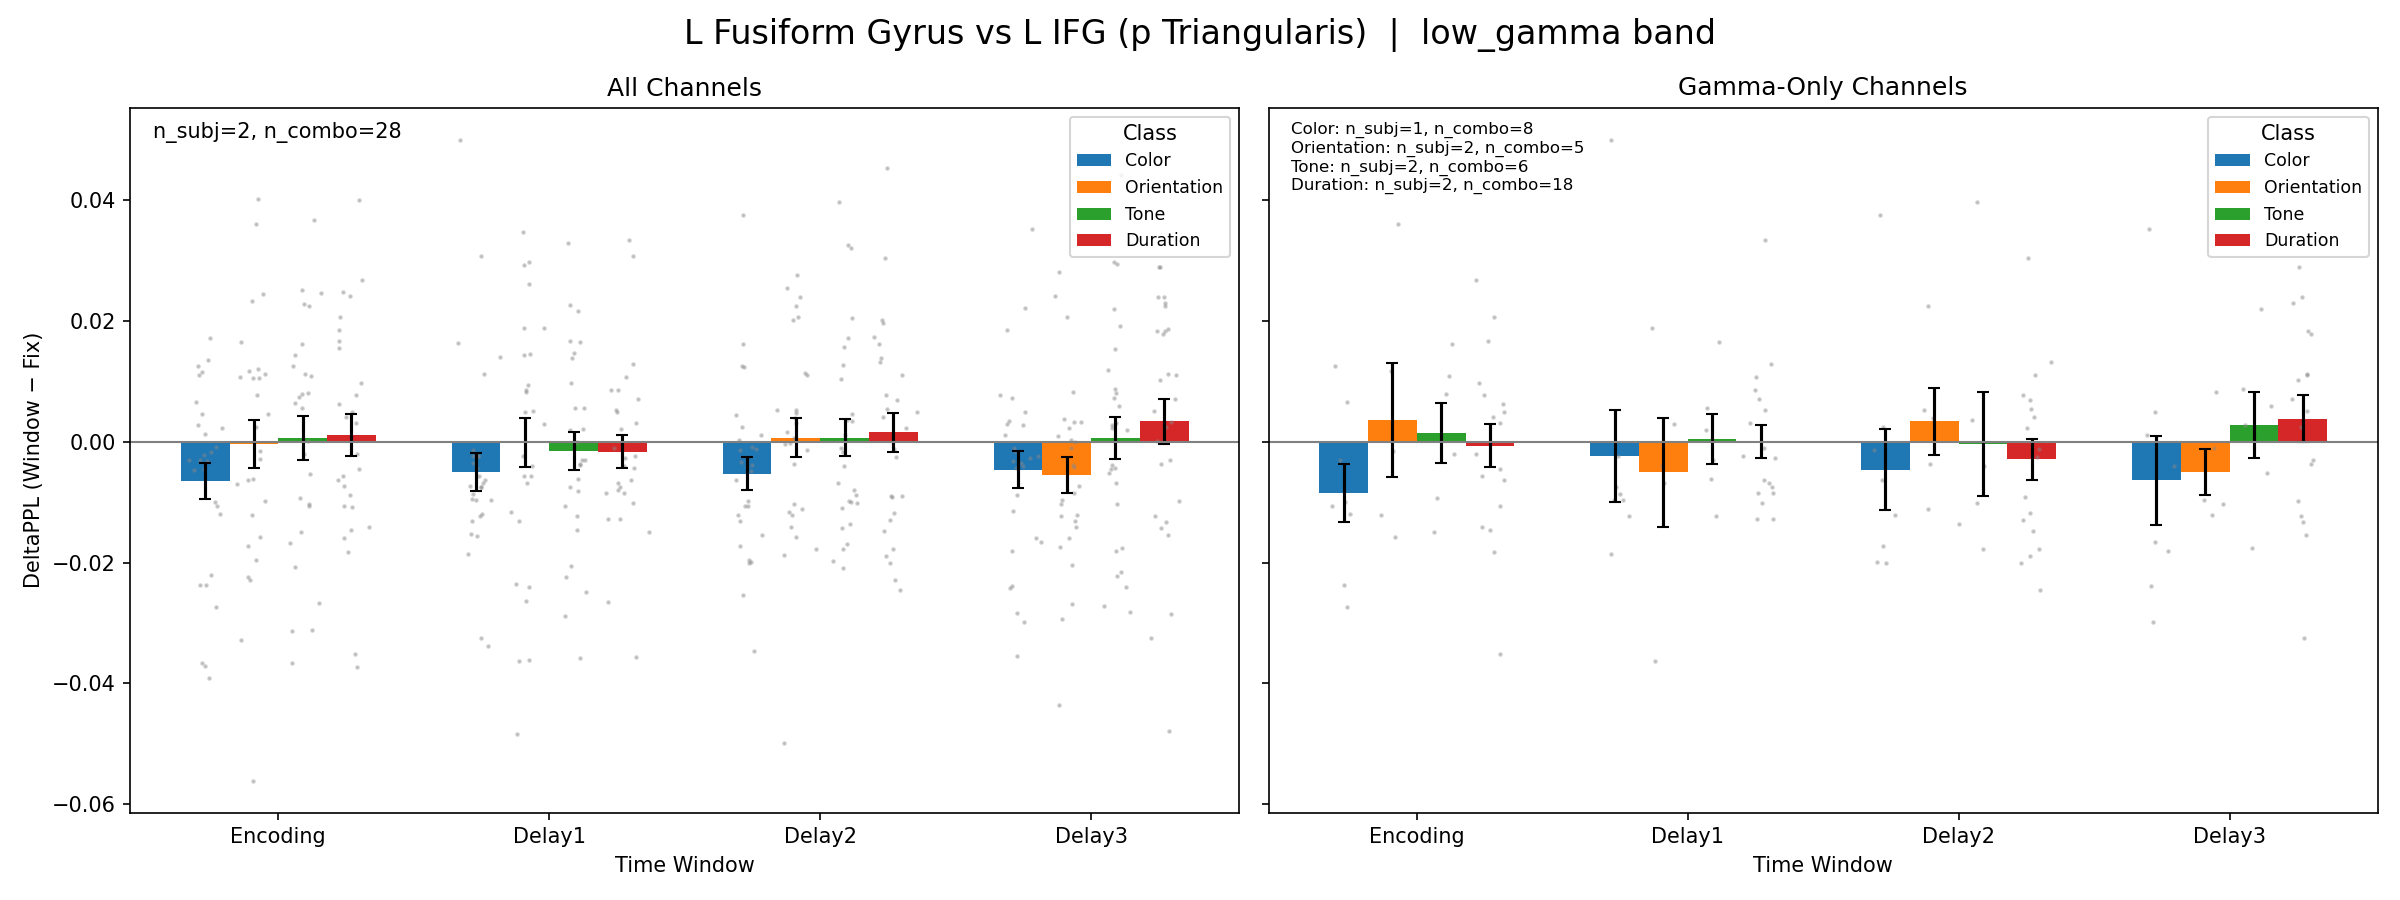 L Fusiform Gyrus vs L IFG (p Triangularis) | low_gamma band
All Channels
n_subj=2, n_combo=28
Class
Color
Orientation
Tone
Duration
DeltaPPL (Window − Fix)
0.04
0.02
0.00
−0.02
−0.04
−0.06
Encoding
Delay1
Delay2
Delay3
Time Window
Gamma-Only Channels
Color: n_subj=1, n_combo=8
Orientation: n_subj=2, n_combo=5
Tone: n_subj=2, n_combo=6
Duration: n_subj=2, n_combo=18
Class
Color
Orientation
Tone
Duration
Encoding
Delay1
Delay2
Delay3
Time Window